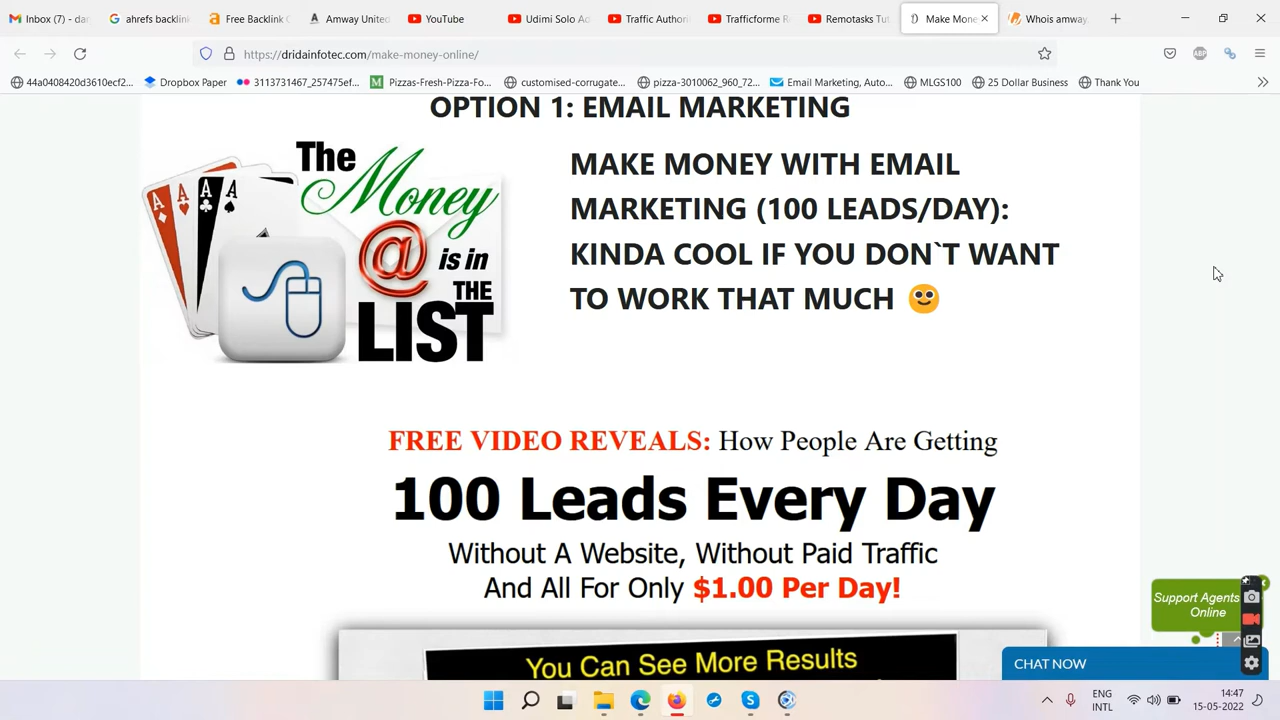 Inbox (7) - dar
ahrefs backlink
Free Backlink C
Amway United
YouTube
Udimi Solo Ad
Traffic Authori
Trafficforme R
Remotasks Tut
Make Mone
Whois amway.
https://dridainfotec.com/make-money-online/
44a0408420d3610ecf2...
Dropbox Paper
3113731467_257475ef...
Pizzas-Fresh-Pizza-Fo...
customised-corrugate...
pizza-3010062_960_72...
Email Marketing, Auto...
MLGS100
25 Dollar Business
Thank You
OPTION 1: EMAIL MARKETING
The
Money
@ is in
THE
LIST
MAKE MONEY WITH EMAIL
MARKETING (100 LEADS/DAY):
KINDA COOL IF YOU DON`T WANT
TO WORK THAT MUCH
FREE VIDEO REVEALS: How People Are Getting
100 Leads Every Day
Without A Website, Without Paid Traffic
And All For Only $1.00 Per Day!
You Can See More Results
Support Agents
Online
CHAT NOW
ENG
INTL
14:47
15-05-2022